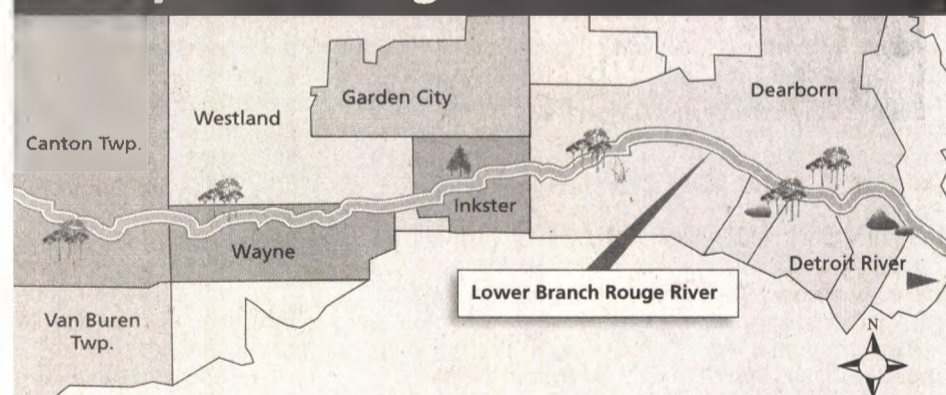 Dearborn
Garden City
Westland
Canton Twp.
Inkster
Wayne
Detroit River
Lower Branch Rouge River
Van Buren
Twp.
N